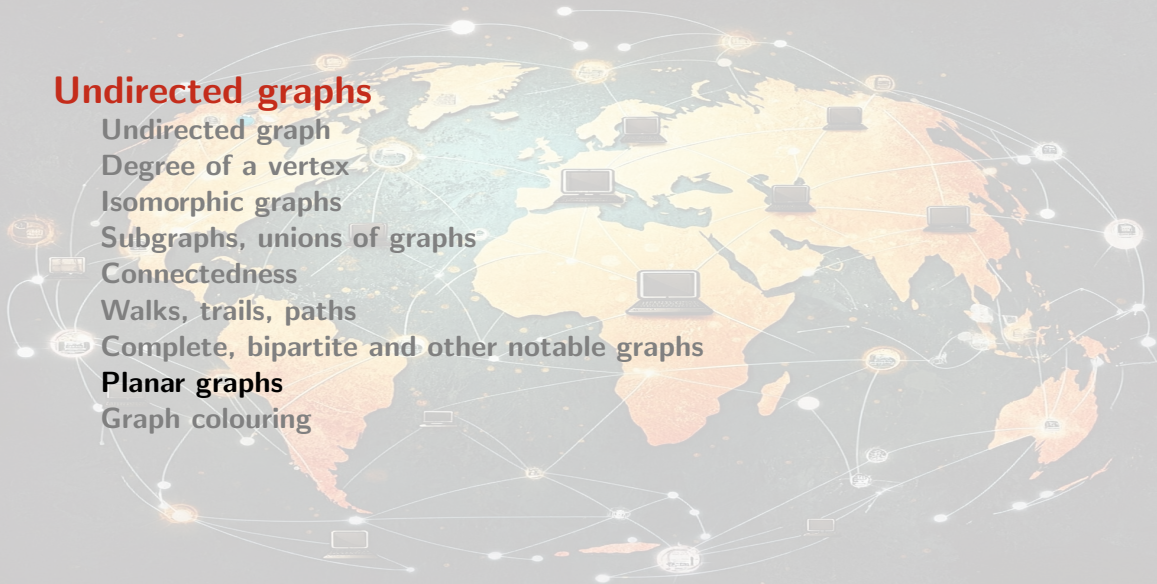 Undirected graphs
Undirected graph
Degree of a vertex
Isomorphic graphs
Subgraphs, unions of graphs
Connectedness
Walks, trails, paths
Complete, bipartite and other notable graphs
Planar graphs
Graph colouring